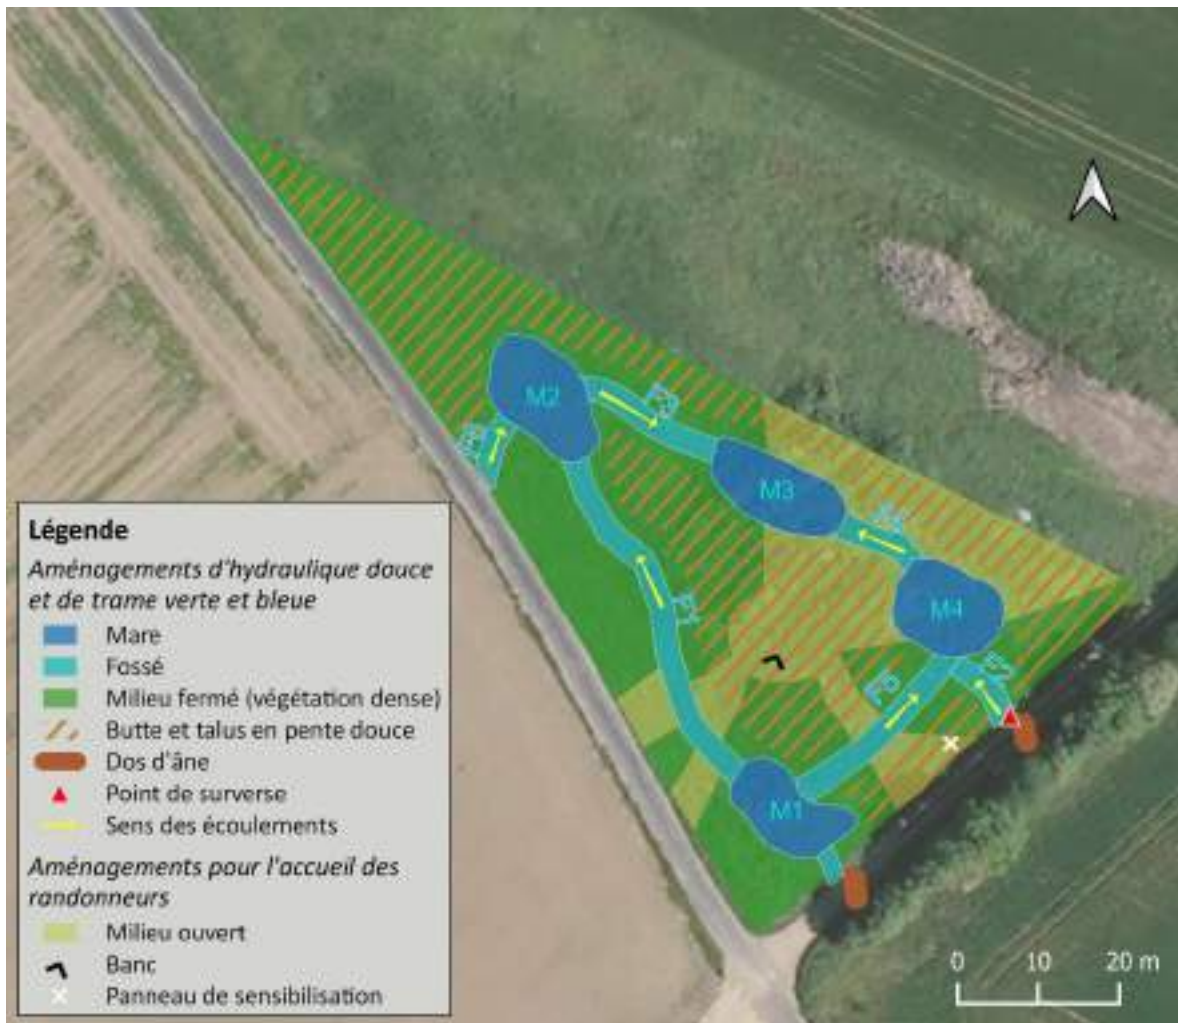 M2
M3
M4
M1
Légende
Aménagements d'hydraulique douce
et de trame verte et bleue
Mare
Fossé
Milieu fermé (végétation dense)
Butte et talus en pente douce
Dos d'âne
Point de surverse
Sens des écoulements
Aménagements pour l'accueil des
randonneurs
Milieu ouvert
Banc
Panneau de sensibilisation
0 10 20 m